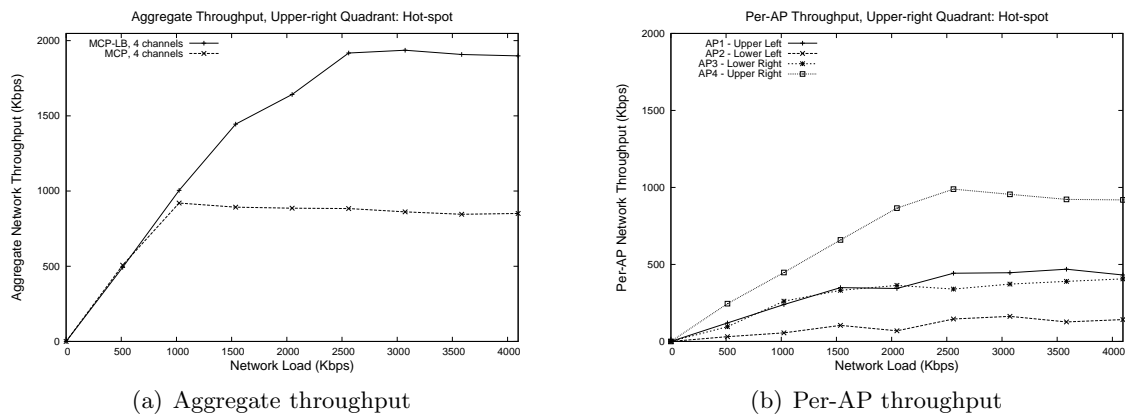 Aggregate Throughput, Upper-right Quadrant: Hot-spot
2000
1500
1000
500
0
Aggregate Network Throughput (Kbps)
MCP-LB, 4 channels
MCP, 4 channels
0 500 1000 1500 2000 2500 3000 3500 4000
Network Load (Kbps)
(a) Aggregate throughput
Per-AP Throughput, Upper-right Quadrant: Hot-spot
2000
1500
1000
500
0
Per-AP Network Throughput (Kbps)
AP1 - Upper Left
AP2 - Lower Left
AP3 - Lower Right
AP4 - Upper Right
0 500 1000 1500 2000 2500 3000 3500 4000
Network Load (Kbps)
(b) Per-AP throughput